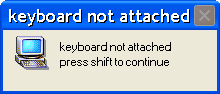 keyboard not attached
keyboard not attached
press shift to continue